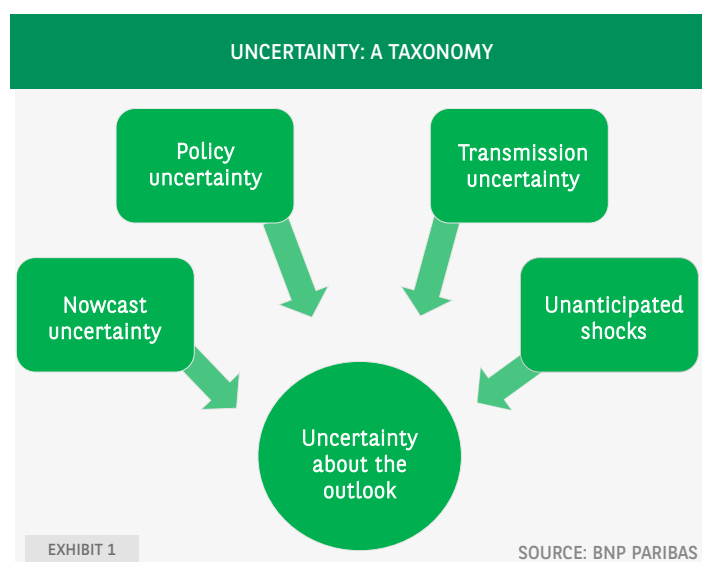 UNCERTAINTY: A TAXONOMY
Policy
uncertainty
Transmission
uncertainty
Nowcast
uncertainty
Unanticipated
shocks
Uncertainty
about the
outlook
EXHIBIT 1
SOURCE: BNP PARIBAS